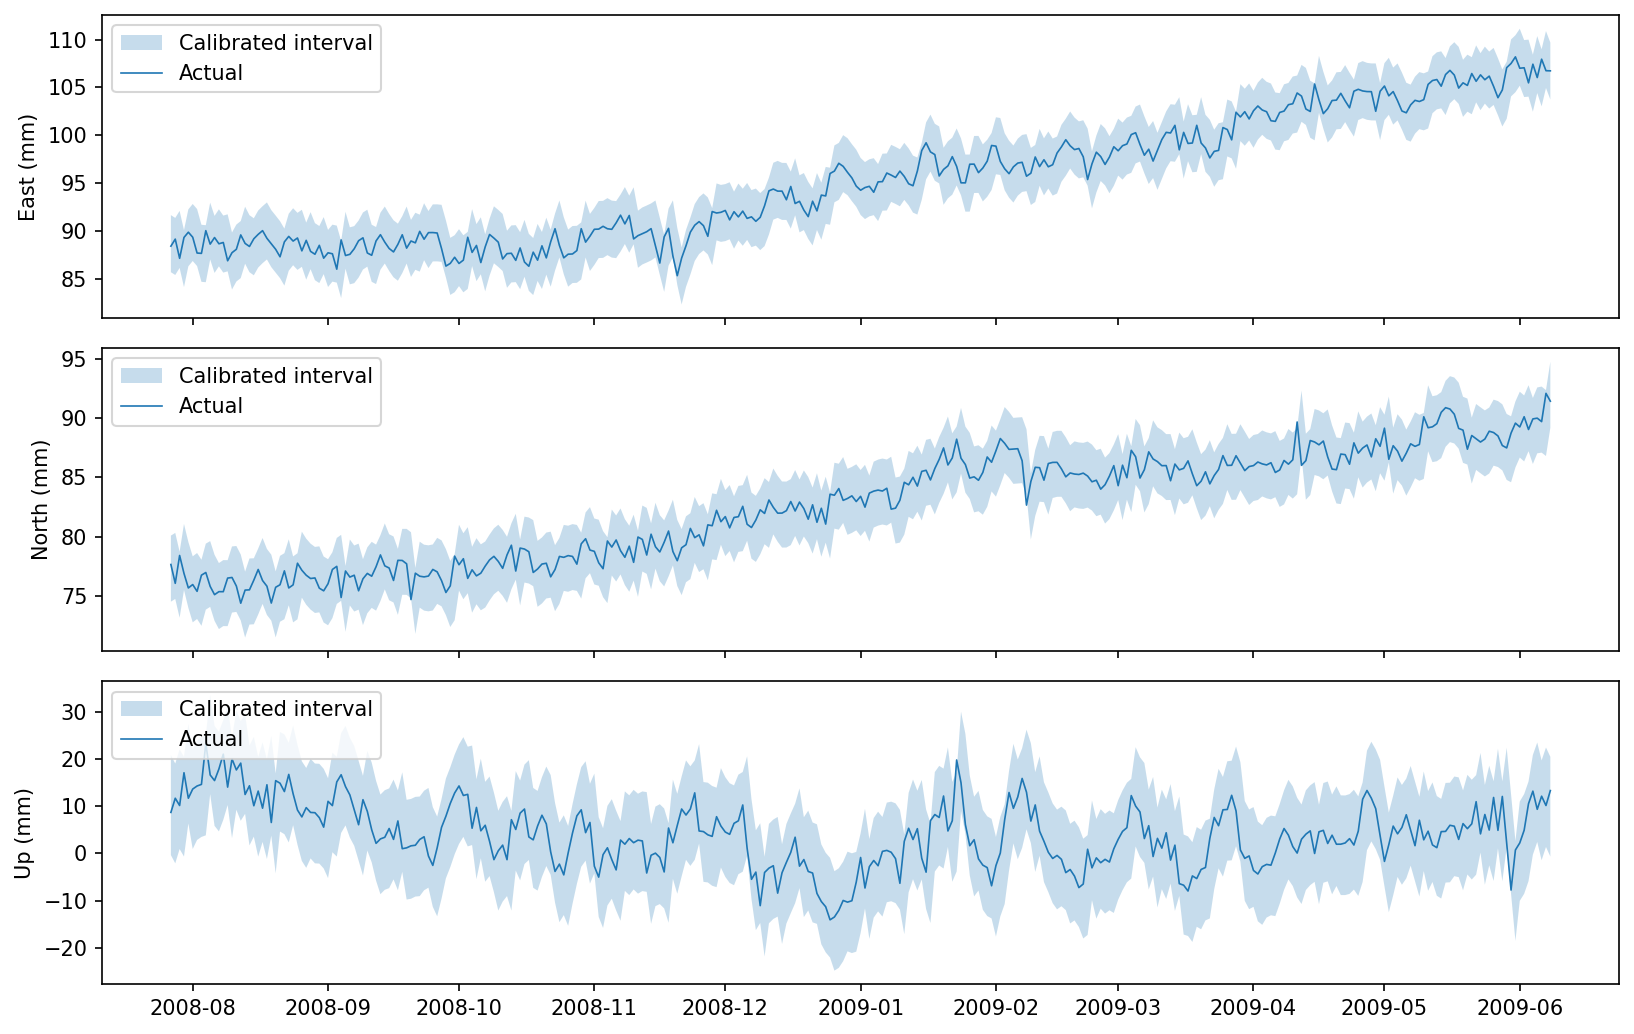 Calibrated interval
Actual
East (mm)
110
105
100
95
90
85
Calibrated interval
Actual
North (mm)
95
90
85
80
75
Calibrated interval
Actual
Up (mm)
30
20
10
0
−10
−20
2008-08 2008-09 2008-10 2008-11 2008-12 2009-01 2009-02 2009-03 2009-04 2009-05 2009-06